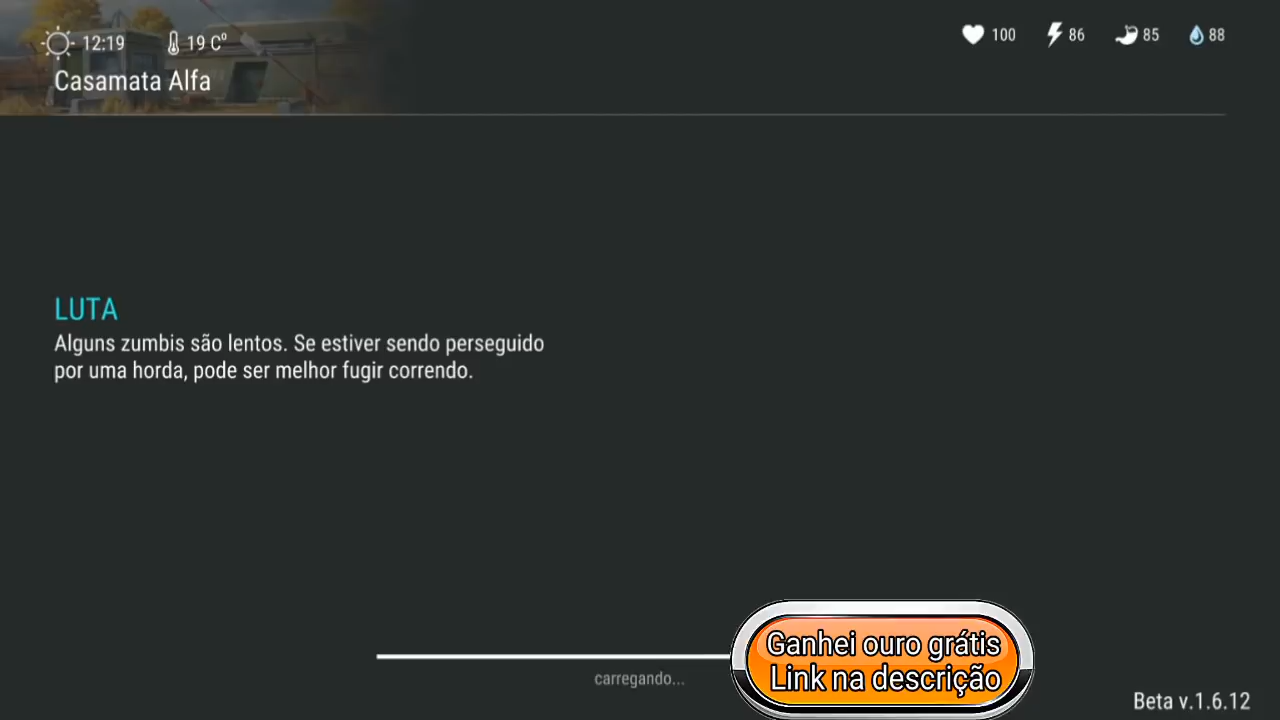 12:19 19 Cº
100 86 85 88
Casamata Alfa
LUTA
Alguns zumbis são lentos. Se estiver sendo perseguido
por uma horda, pode ser melhor fugir correndo.
Ganhei ouro grátis
Link na descrição
carregando...
Beta v.1.6.12